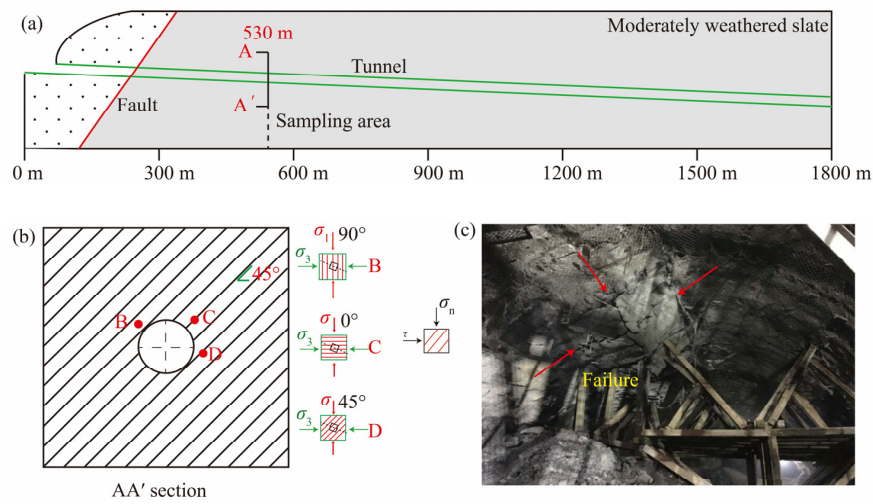 (a)
Moderately weathered slate
530 m
A
Tunnel
Fault
A′
Sampling area
0 m
300 m
600 m
900 m
1200 m
1500 m
1800 m
(b)
45°
B
C
D
σ1 90°
σ3
B
σ1 0°
σ3
C
σ1 45°
σ3
D
σn
τ
AA′ section
(c)
Failure